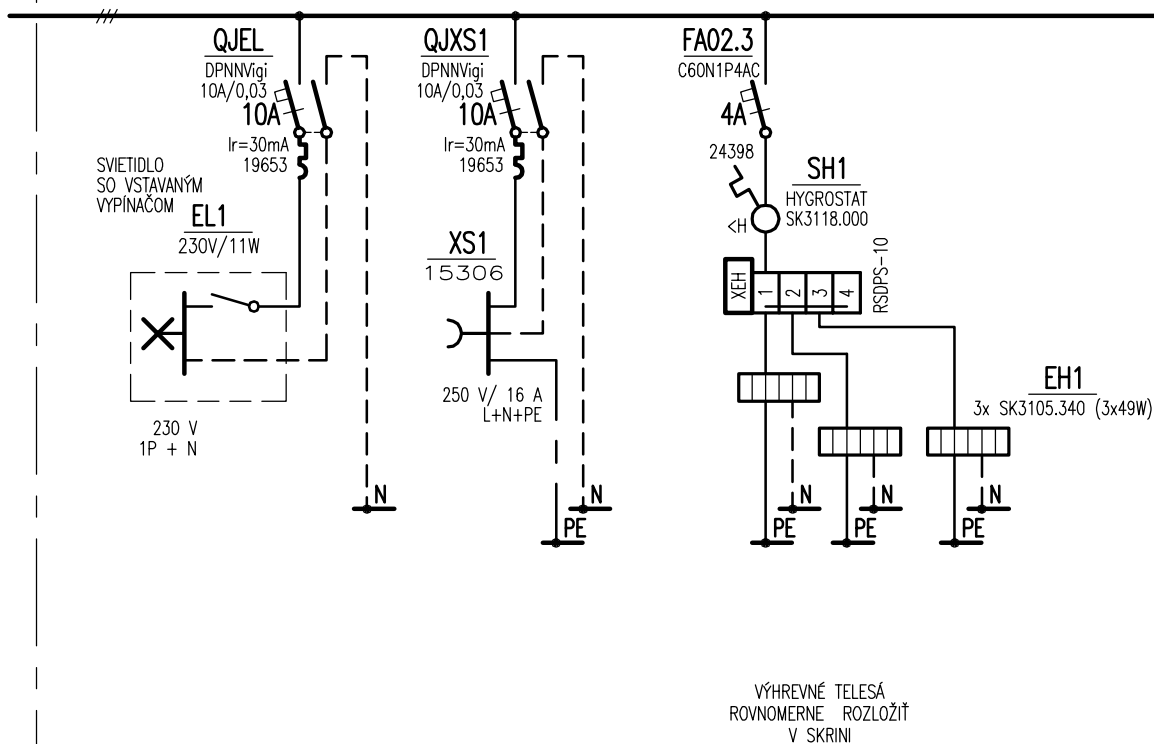 QJEL
DPNNVigi
10A/0,03
10A
Ir=30mA
19653
SVIETIDLO
SO VSTAVANÝM
VYPÍNAČOM
EL1
230V/11W
230 V
1P + N
N
QJXS1
DPNNVigi
10A/0,03
10A
Ir=30mA
19653
XS1
15306
250 V/ 16 A
L+N+PE
N
PE
FA02.3
C60N1P4AC
4A
24398
SH1
HYGROSTAT
SK3118.000
<H
XEH
1
2
3
4
RSDPS-10
EH1
3x SK3105.340 (3x49W)
N
N
N
PE
PE
PE
VÝHREVNÉ TELESÁ
ROVNOMERNE ROZLOŽIŤ
V SKRINI